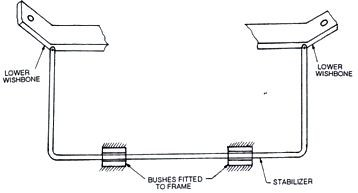 LOWER
WISHBONE
LOWER
WISHBONE
BUSHES FITTED
TO FRAME
STABILIZER